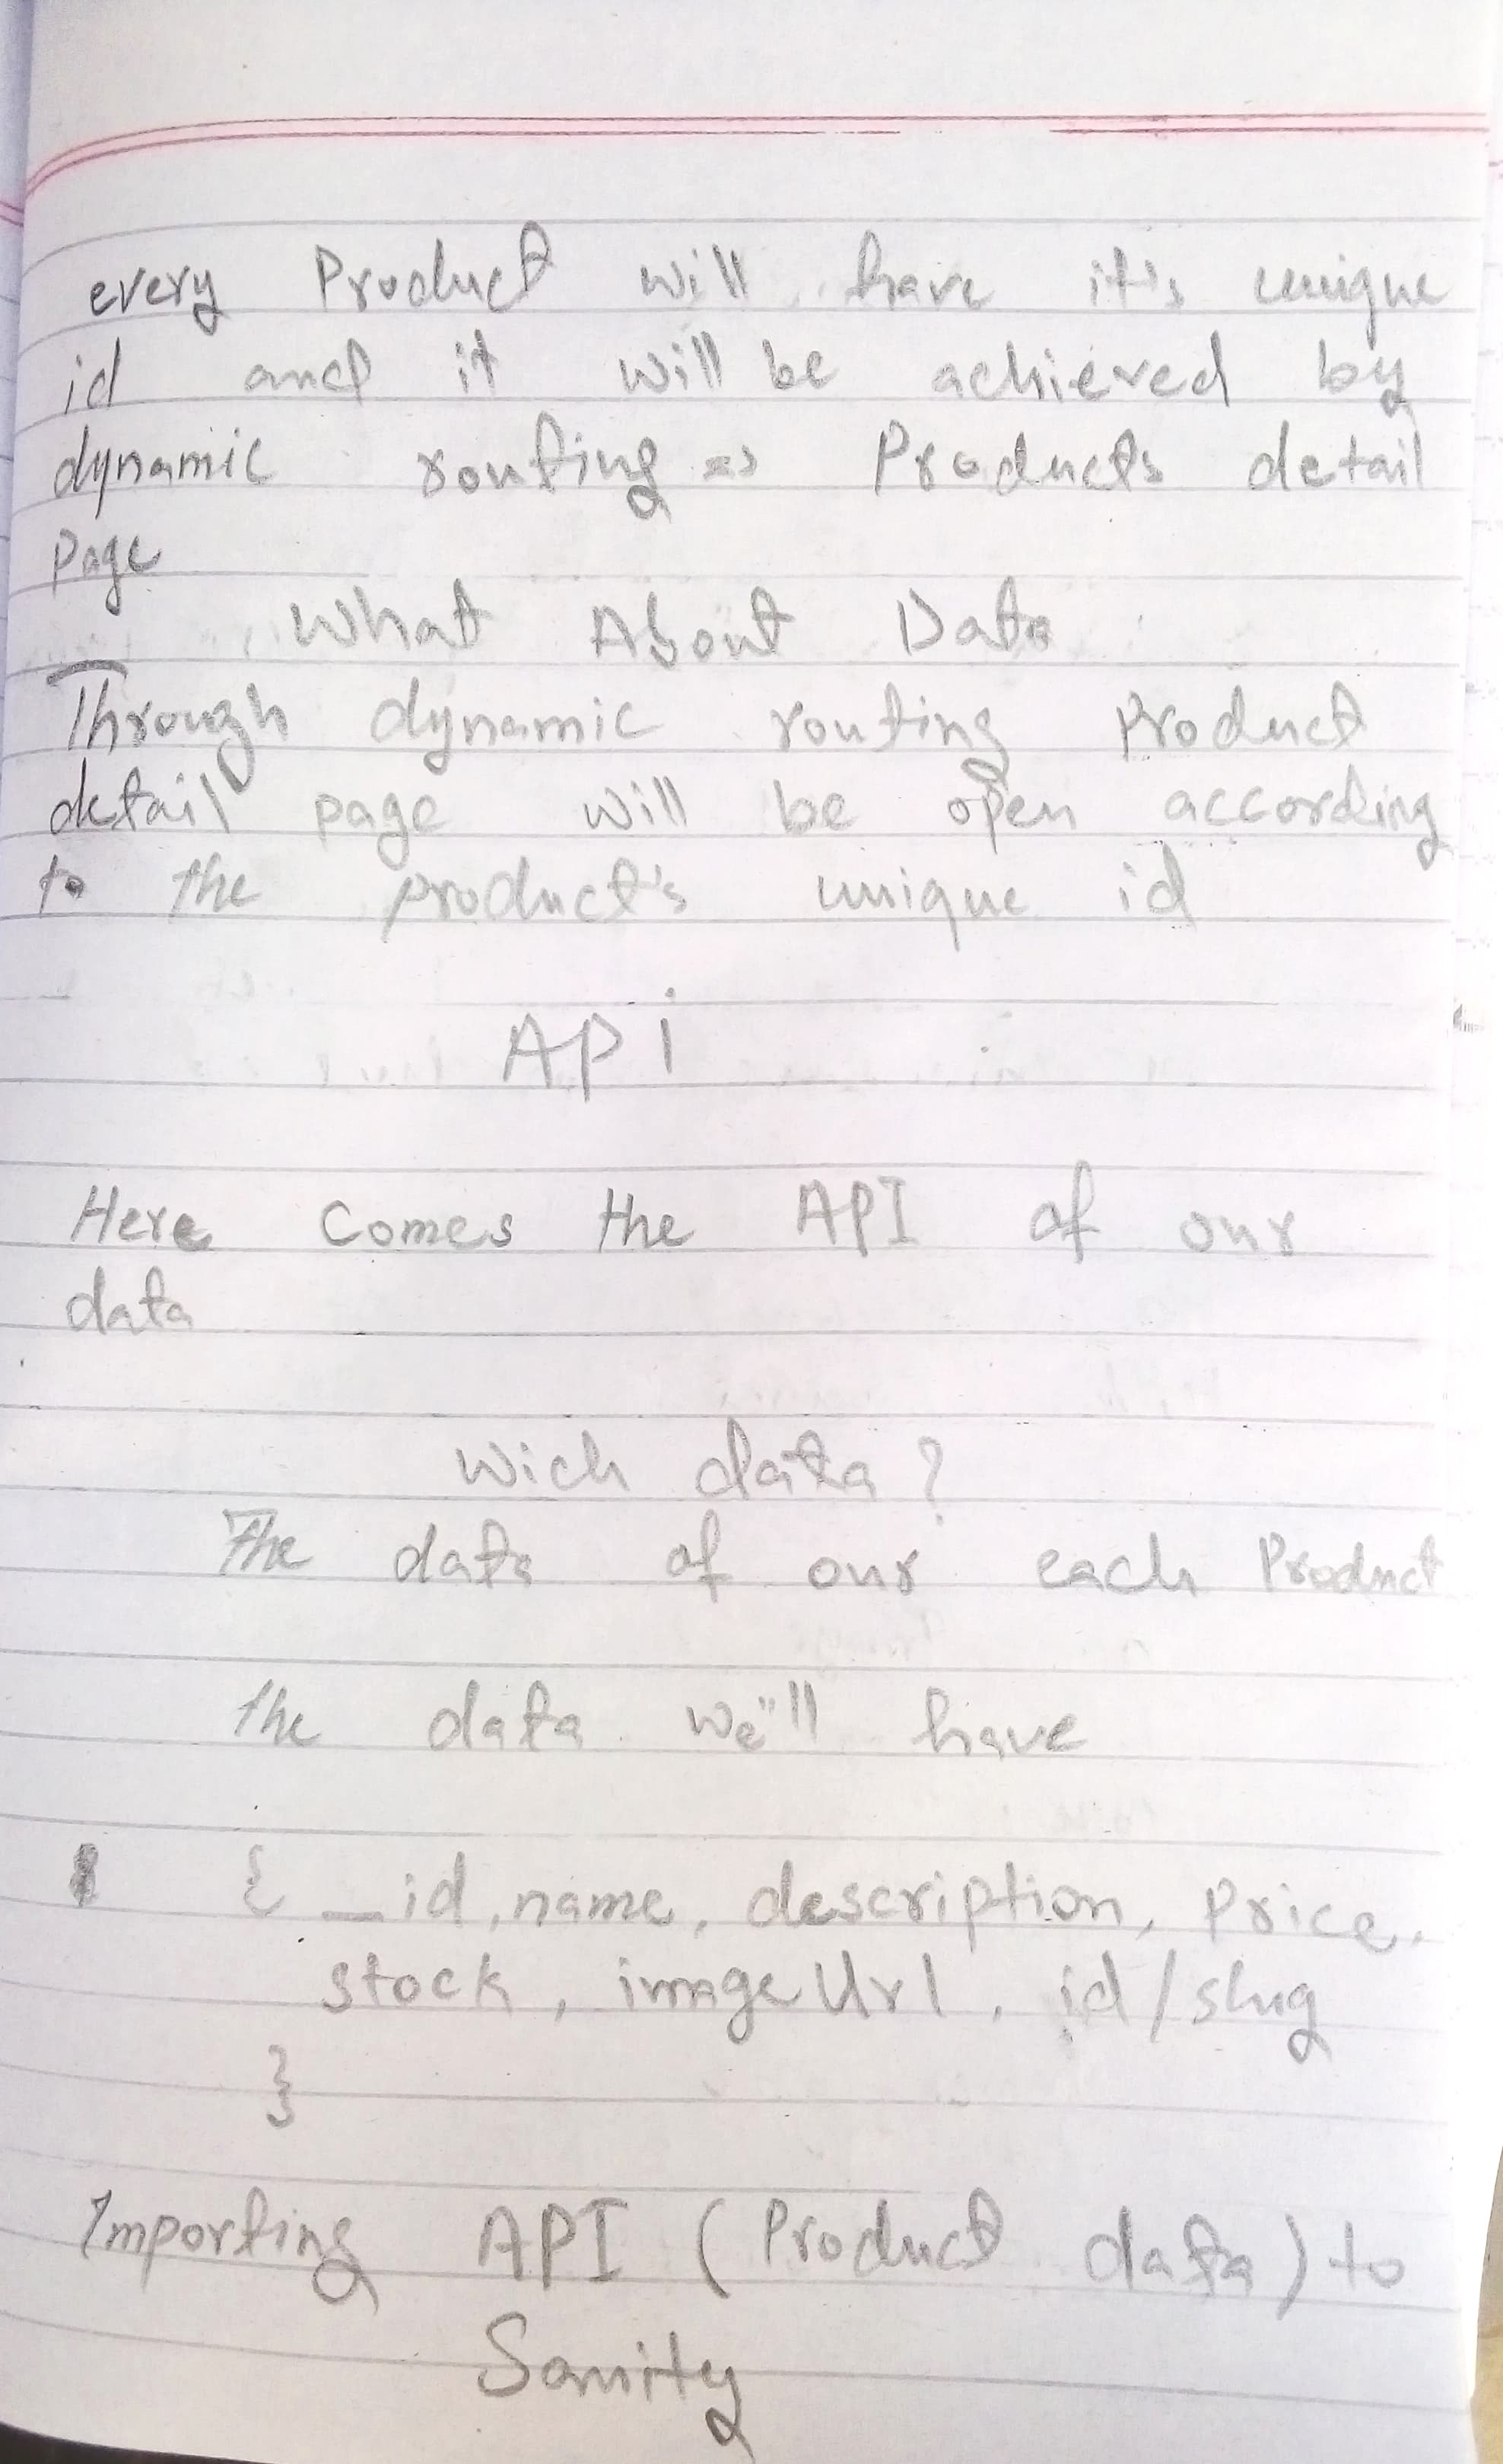 every Product will have it's unique
id and it will be achieved by
dynamic routing => Products detail
Page
What About Data
Through dynamic routing Product
detail page will be open according
to the product's unique id
APi
Here Comes the API of our
data
Wich data ?
The data of our each Product
the data we"ll have
{ _id, name, description, Price,
stock, imageUrl, id/slug
}
Importing API (Product data) to
Sanity